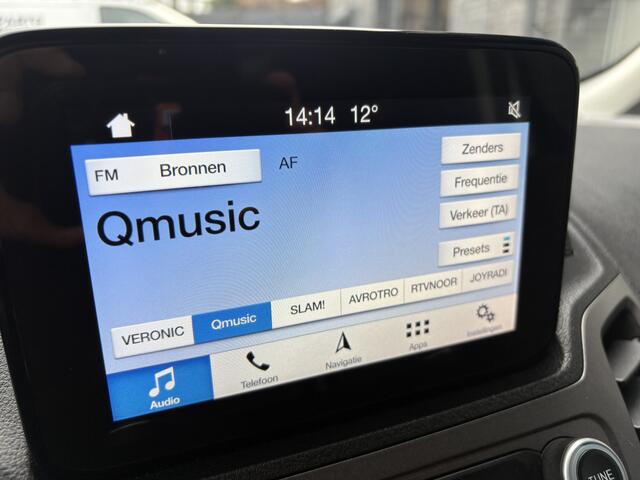 14:14 12°
FM Bronnen
AF
Zenders
Frequentie
Qmusic
Verkeer (TA)
Presets
VERONIC Qmusic SLAM! AVROTRO RTVNOOR JOYRADI
Audio Telefoon Navigatie Apps Instellingen
TUNE